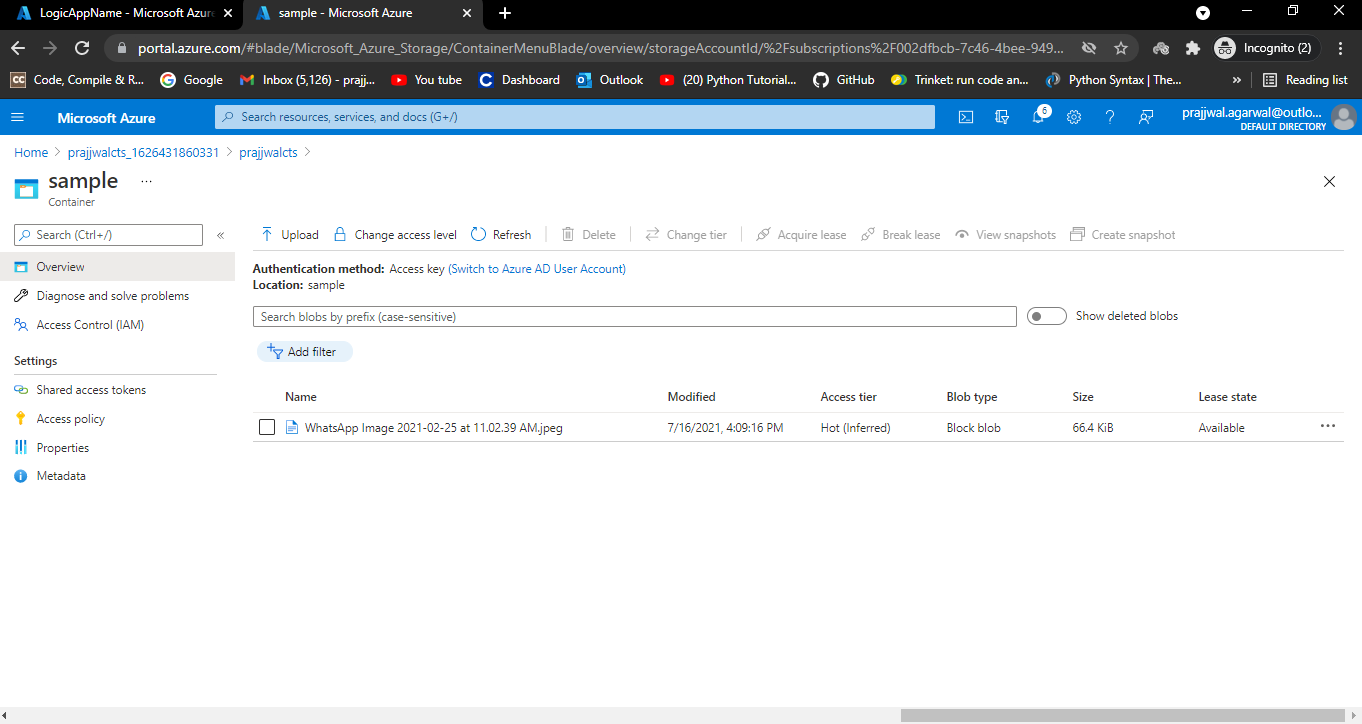 LogicAppName - Microsoft Azure
sample - Microsoft Azure
portal.azure.com/#blade/Microsoft_Azure_Storage/ContainerMenuBlade/overview/storageAccountId/%2Fsubscriptions%2F002dfbcb-7c46-4bee-949...
Incognito (2)
CC Code, Compile & R...
Google
Inbox (5,126) - prajj...
You tube
Dashboard
Outlook
(20) Python Tutorial...
GitHub
Trinket: run code an...
Python Syntax | The...
»
Reading list
Microsoft Azure
Search resources, services, and docs (G+/)
6
prajjwal.agarwal@outlo...
DEFAULT DIRECTORY
Home > prajjwalcts_1626431860331 > prajjwalcts >
sample ...
Container
Search (Ctrl+/)
«
Upload
Change access level
Refresh
Delete
Change tier
Acquire lease
Break lease
View snapshots
Create snapshot
Overview
Diagnose and solve problems
Access Control (IAM)
Settings
Shared access tokens
Access policy
Properties
Metadata
Authentication method: Access key (Switch to Azure AD User Account)
Location: sample
Search blobs by prefix (case-sensitive)
Show deleted blobs
Add filter
Name Modified Access tier Blob type Size Lease state
WhatsApp Image 2021-02-25 at 11.02.39 AM.jpeg 7/16/2021, 4:09:16 PM Hot (Inferred) Block blob 66.4 KiB Available ...